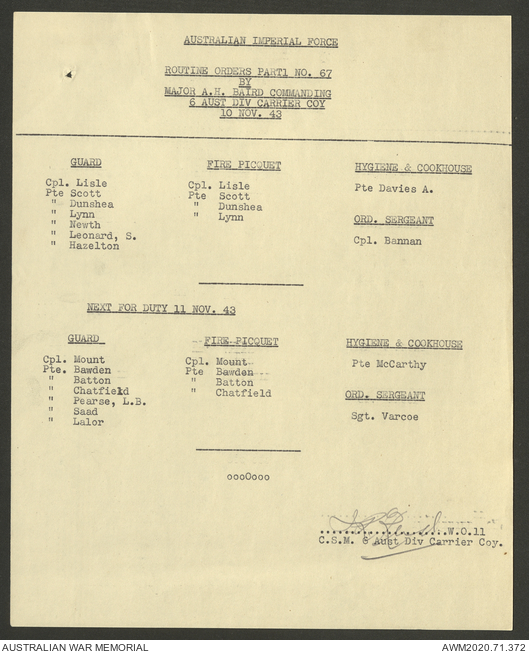 AUSTRALIAN IMPERIAL FORCE
ROUTINE ORDERS PART1 NO. 67
BY
MAJOR A.H. BAIRD COMMANDING
6 AUST DIV CARRIER COY
10 NOV. 43
GUARD
Cpl. Lisle
Pte Scott
" Dunshea
" Lynn
" Newth
" Leonard, S.
" Hazelton
FIRE PICQUET
Cpl. Lisle
Pte Scott
" Dunshea
" Lynn
HYGIENE & COOKHOUSE
Pte Davies A.
ORD. SERGEANT
Cpl. Bannan
NEXT FOR DUTY 11 NOV. 43
GUARD
Cpl. Mount
Pte. Bawden
" Batton
" Chatfield
" Pearse, L.B.
" Saad
" Lalor
FIRE PICQUET
Cpl. Mount
Pte Bawden
" Batton
" Chatfield
HYGIENE & COOKHOUSE
Pte McCarthy
ORD. SERGEANT
Sgt. Varcoe
oooOooo
W.O.11
C.S.M. 6 Aust Div Carrier Coy.
AUSTRALIAN WAR MEMORIAL
AWM2020.71.372